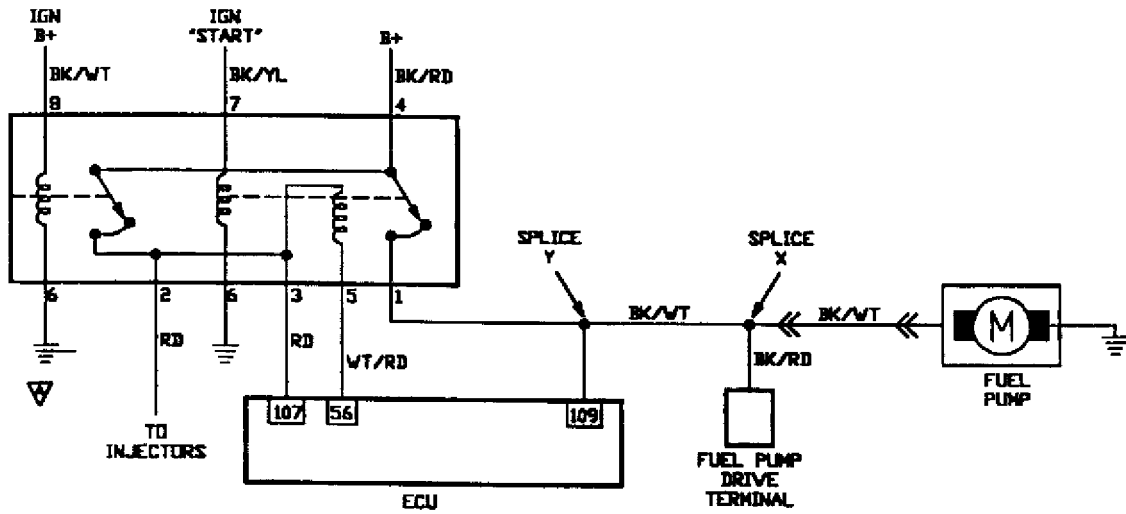 IGN
B+
IGN
"START"
B+
BK/WT
BK/YL
BK/RD
8
7
4
SPLICE
Y
SPLICE
X
6
2
6
3
5
1
BK/WT
BK/WT
M
RD
RD
WT/RD
BK/RD
FUEL
PUMP
A
107
56
109
TO
INJECTORS
FUEL PUMP
DRIVE
TERMINAL
ECU